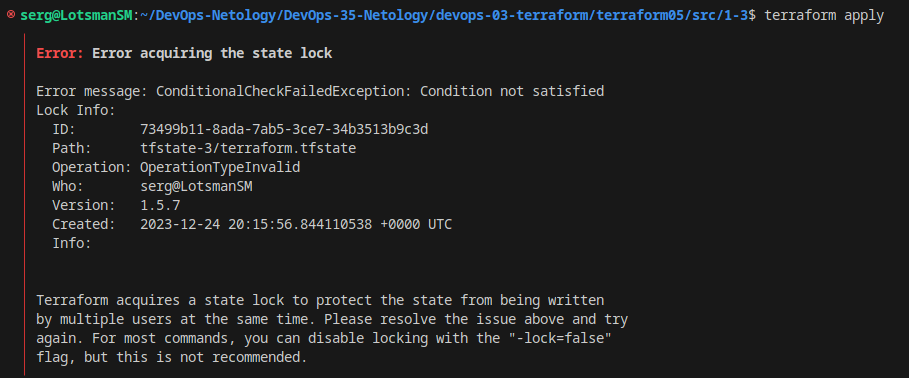 serg@LotsmanSM:~/DevOps-Netology/DevOps-35-Netology/devops-03-terraform/terraform05/src/1-3$ terraform apply
Error: Error acquiring the state lock
Error message: ConditionalCheckFailedException: Condition not satisfied
Lock Info:
ID: 73499b11-8ada-7ab5-3ce7-34b3513b9c3d
Path: tfstate-3/terraform.tfstate
Operation: OperationTypeInvalid
Who: serg@LotsmanSM
Version: 1.5.7
Created: 2023-12-24 20:15:56.844110538 +0000 UTC
Info:
Terraform acquires a state lock to protect the state from being written
by multiple users at the same time. Please resolve the issue above and try
again. For most commands, you can disable locking with the "-lock=false"
flag, but this is not recommended.